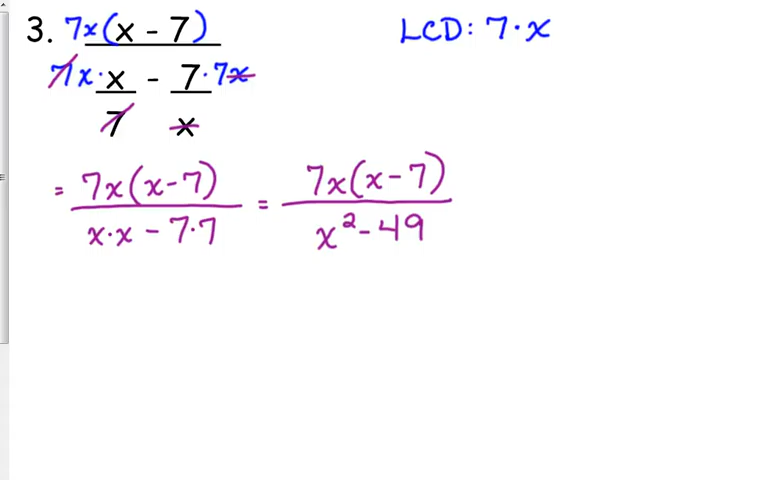 3. 7x(x - 7) LCD: 7·x
7x·x - 7·7x
7 x
= 7x(x-7) = 7x(x-7)
x·x - 7·7 x²-49